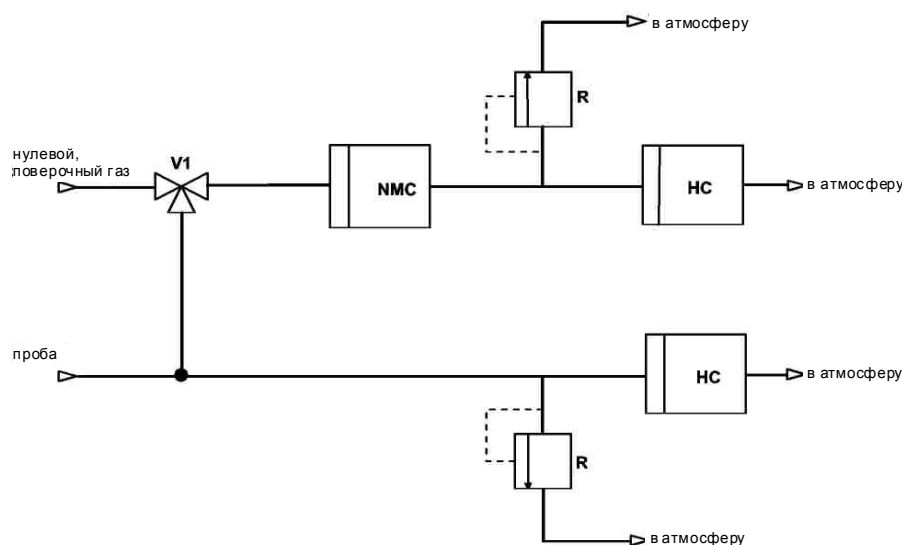 в атмосферу
R
нулевой,
поверочный газ
V1
NMC
HC
в атмосферу
проба
HC
в атмосферу
R
в атмосферу